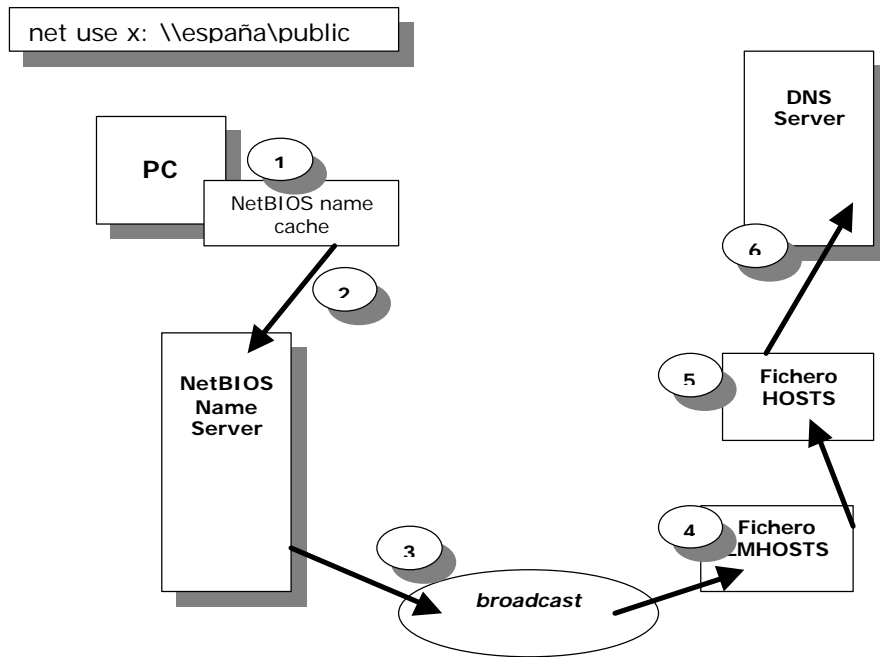 net use x: \\españa\public
DNS
Server
PC
1
NetBIOS name
cache
6
2
NetBIOS
Name
Server
5
Fichero
HOSTS
4
Fichero
LMHOSTS
3
broadcast